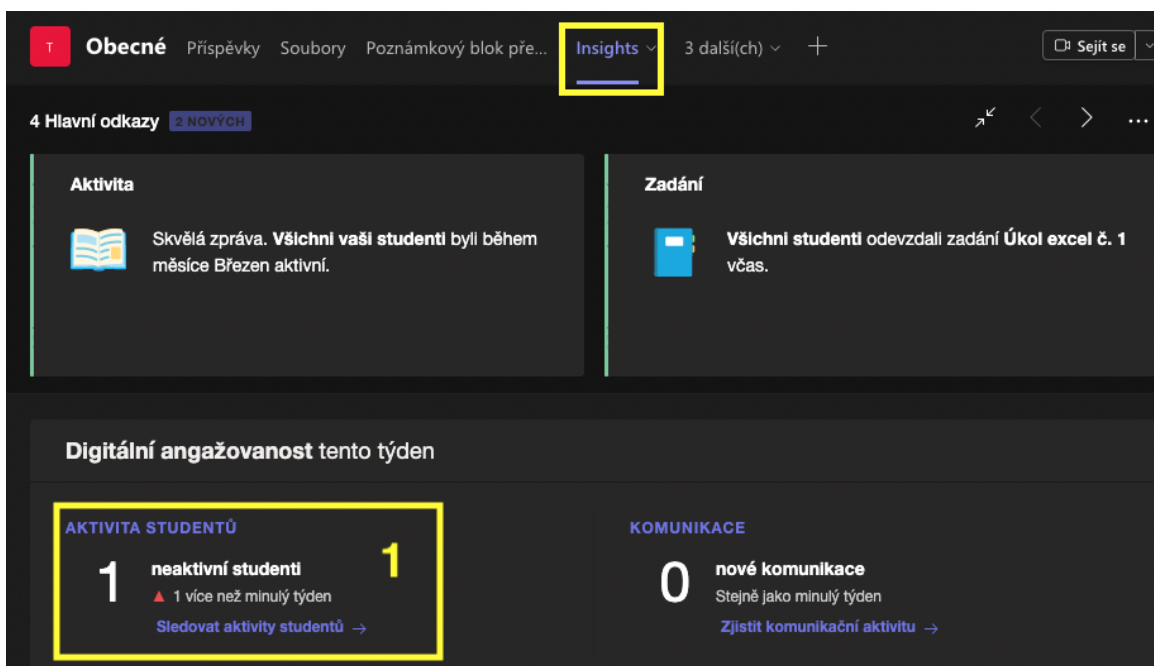 T Obecné Příspěvky Soubory Poznámkový blok pře... Insights 3 další(ch) Sejít se
4 Hlavní odkazy 2 NOVÝCH
Aktivita
Skvělá zpráva. Všichni vaši studenti byli během
měsíce Březen aktivní.
Zadání
Všichni studenti odevzdali zadání Úkol excel č. 1
včas.
Digitální angažovanost tento týden
AKTIVITA STUDENTŮ
1 neaktivní studenti 1
1 více než minulý týden
Sledovat aktivity studentů →
KOMUNIKACE
0 nové komunikace
Stejně jako minulý týden
Zjistit komunikační aktivitu →